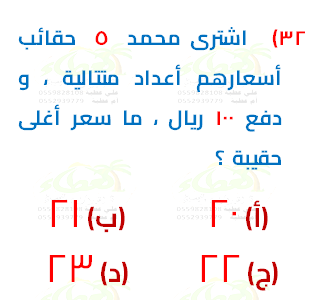 ٣٢) اشترى محمد ٥ حقائب
أسعارهم أعداد متتالية ، و
دفع ١٠٠ ريال ، ما سعر أغلى
حقيبة ؟
(أ) ٢٠ (ب) ٢١
(ج) ٢٢ (د) ٢٣